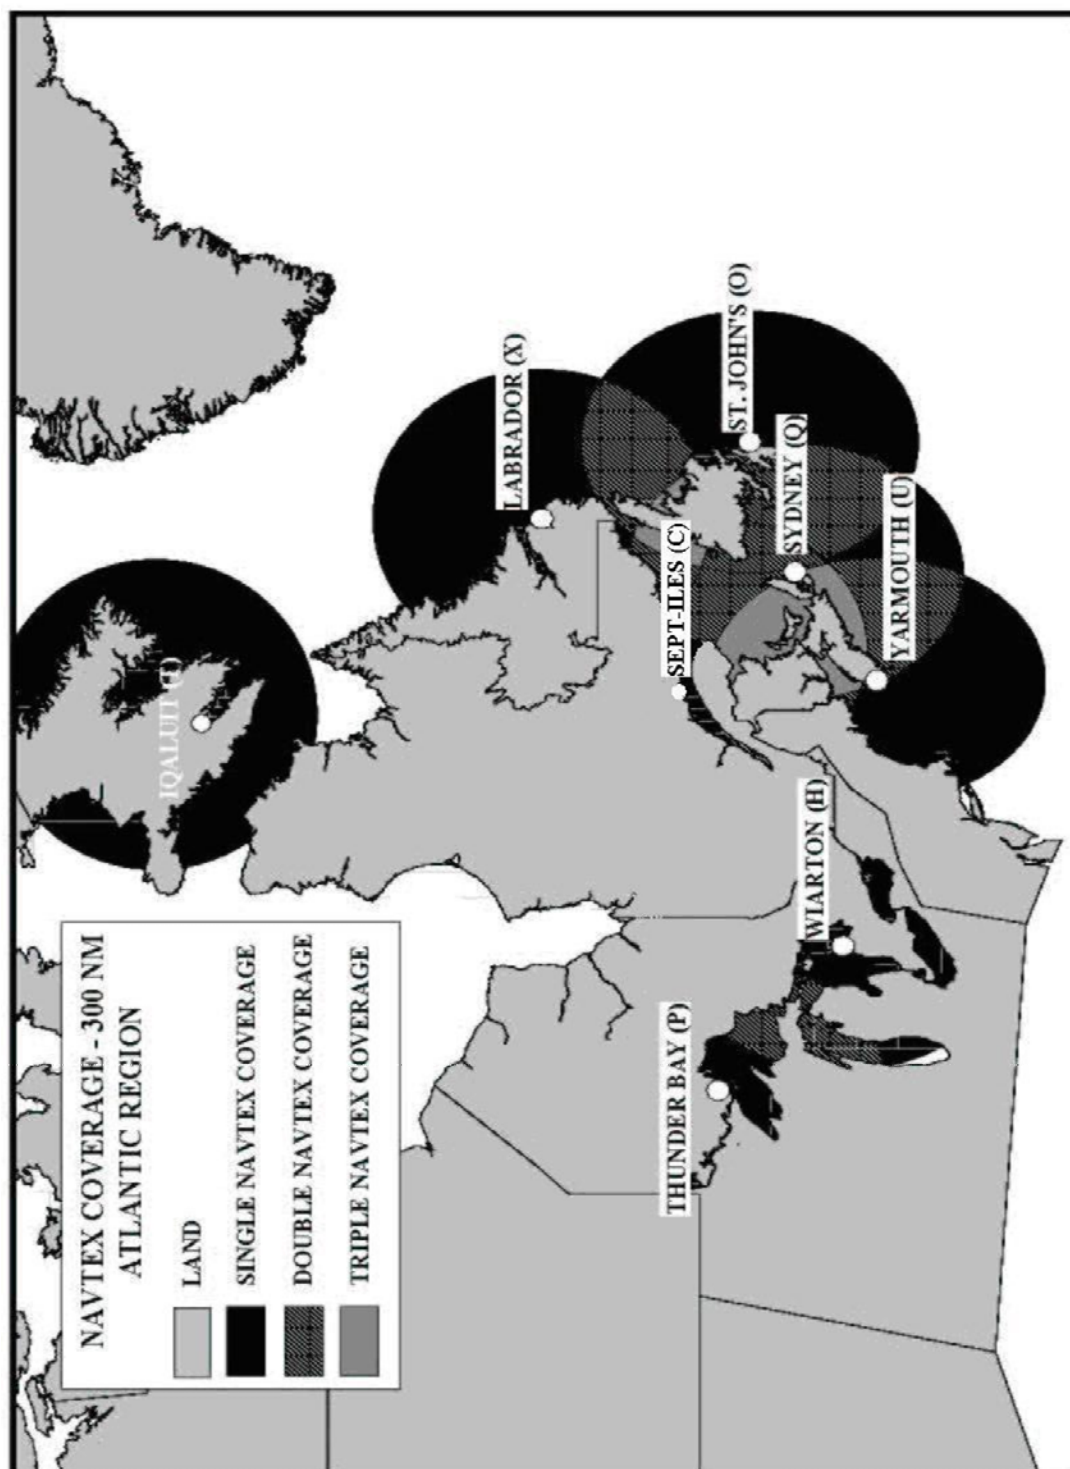 NAVTEX COVERAGE - 300 NM
ATLANTIC REGION
LAND
SINGLE NAVTEX COVERAGE
DOUBLE NAVTEX COVERAGE
TRIPLE NAVTEX COVERAGE
IQALUIT (T)
LABRADOR (X)
ST. JOHN'S (O)
SEPT-ILES (C)
SYDNEY (Q)
YARMOUTH (U)
WIARTON (H)
THUNDER BAY (P)